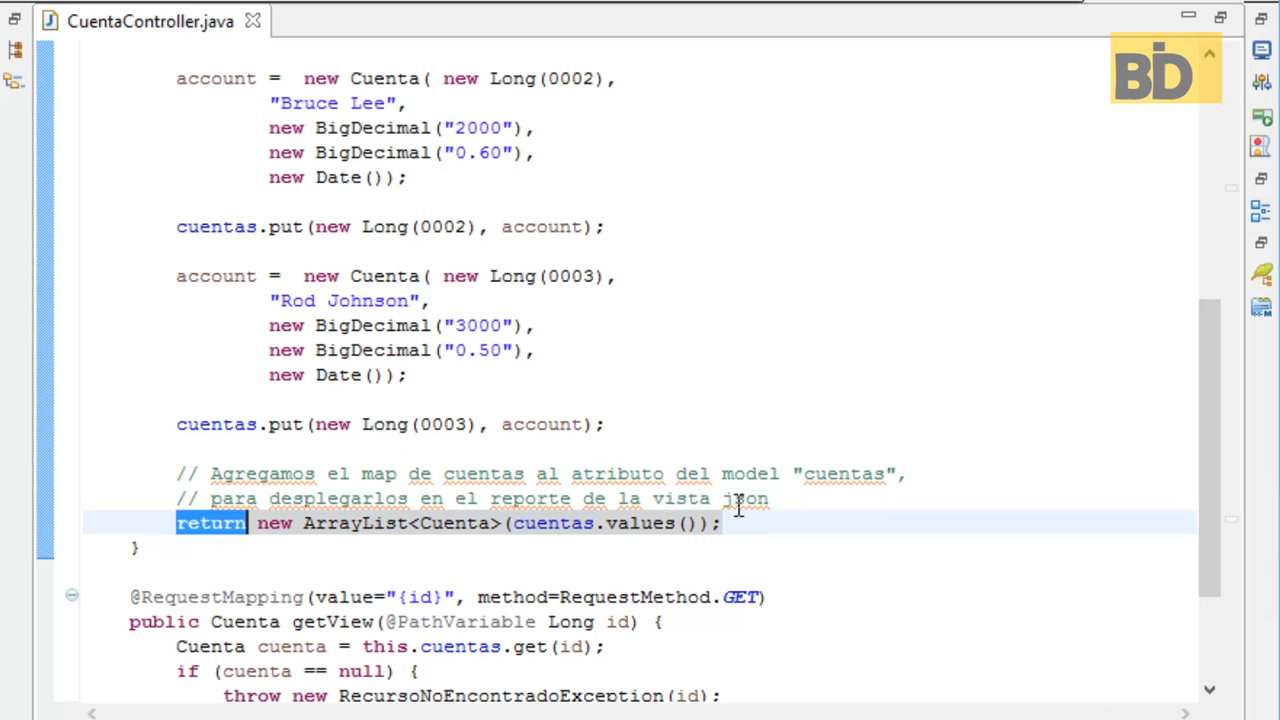 CuentaController.java
BD
account =  new Cuenta( new Long(0002),
"Bruce Lee",
new BigDecimal("2000"),
new BigDecimal("0.60"),
new Date());
cuentas.put(new Long(0002), account);
account =  new Cuenta( new Long(0003),
"Rod Johnson",
new BigDecimal("3000"),
new BigDecimal("0.50"),
new Date());
cuentas.put(new Long(0003), account);
// Agregamos el map de cuentas al atributo del model "cuentas",
// para desplegarlos en el reporte de la vista json
return new ArrayList<Cuenta>(cuentas.values());
}
@RequestMapping(value="{id}", method=RequestMethod.GET)
public Cuenta getView(@PathVariable Long id) {
Cuenta cuenta = this.cuentas.get(id);
if (cuenta == null) {
throw new RecursoNoEncontradoException(id);